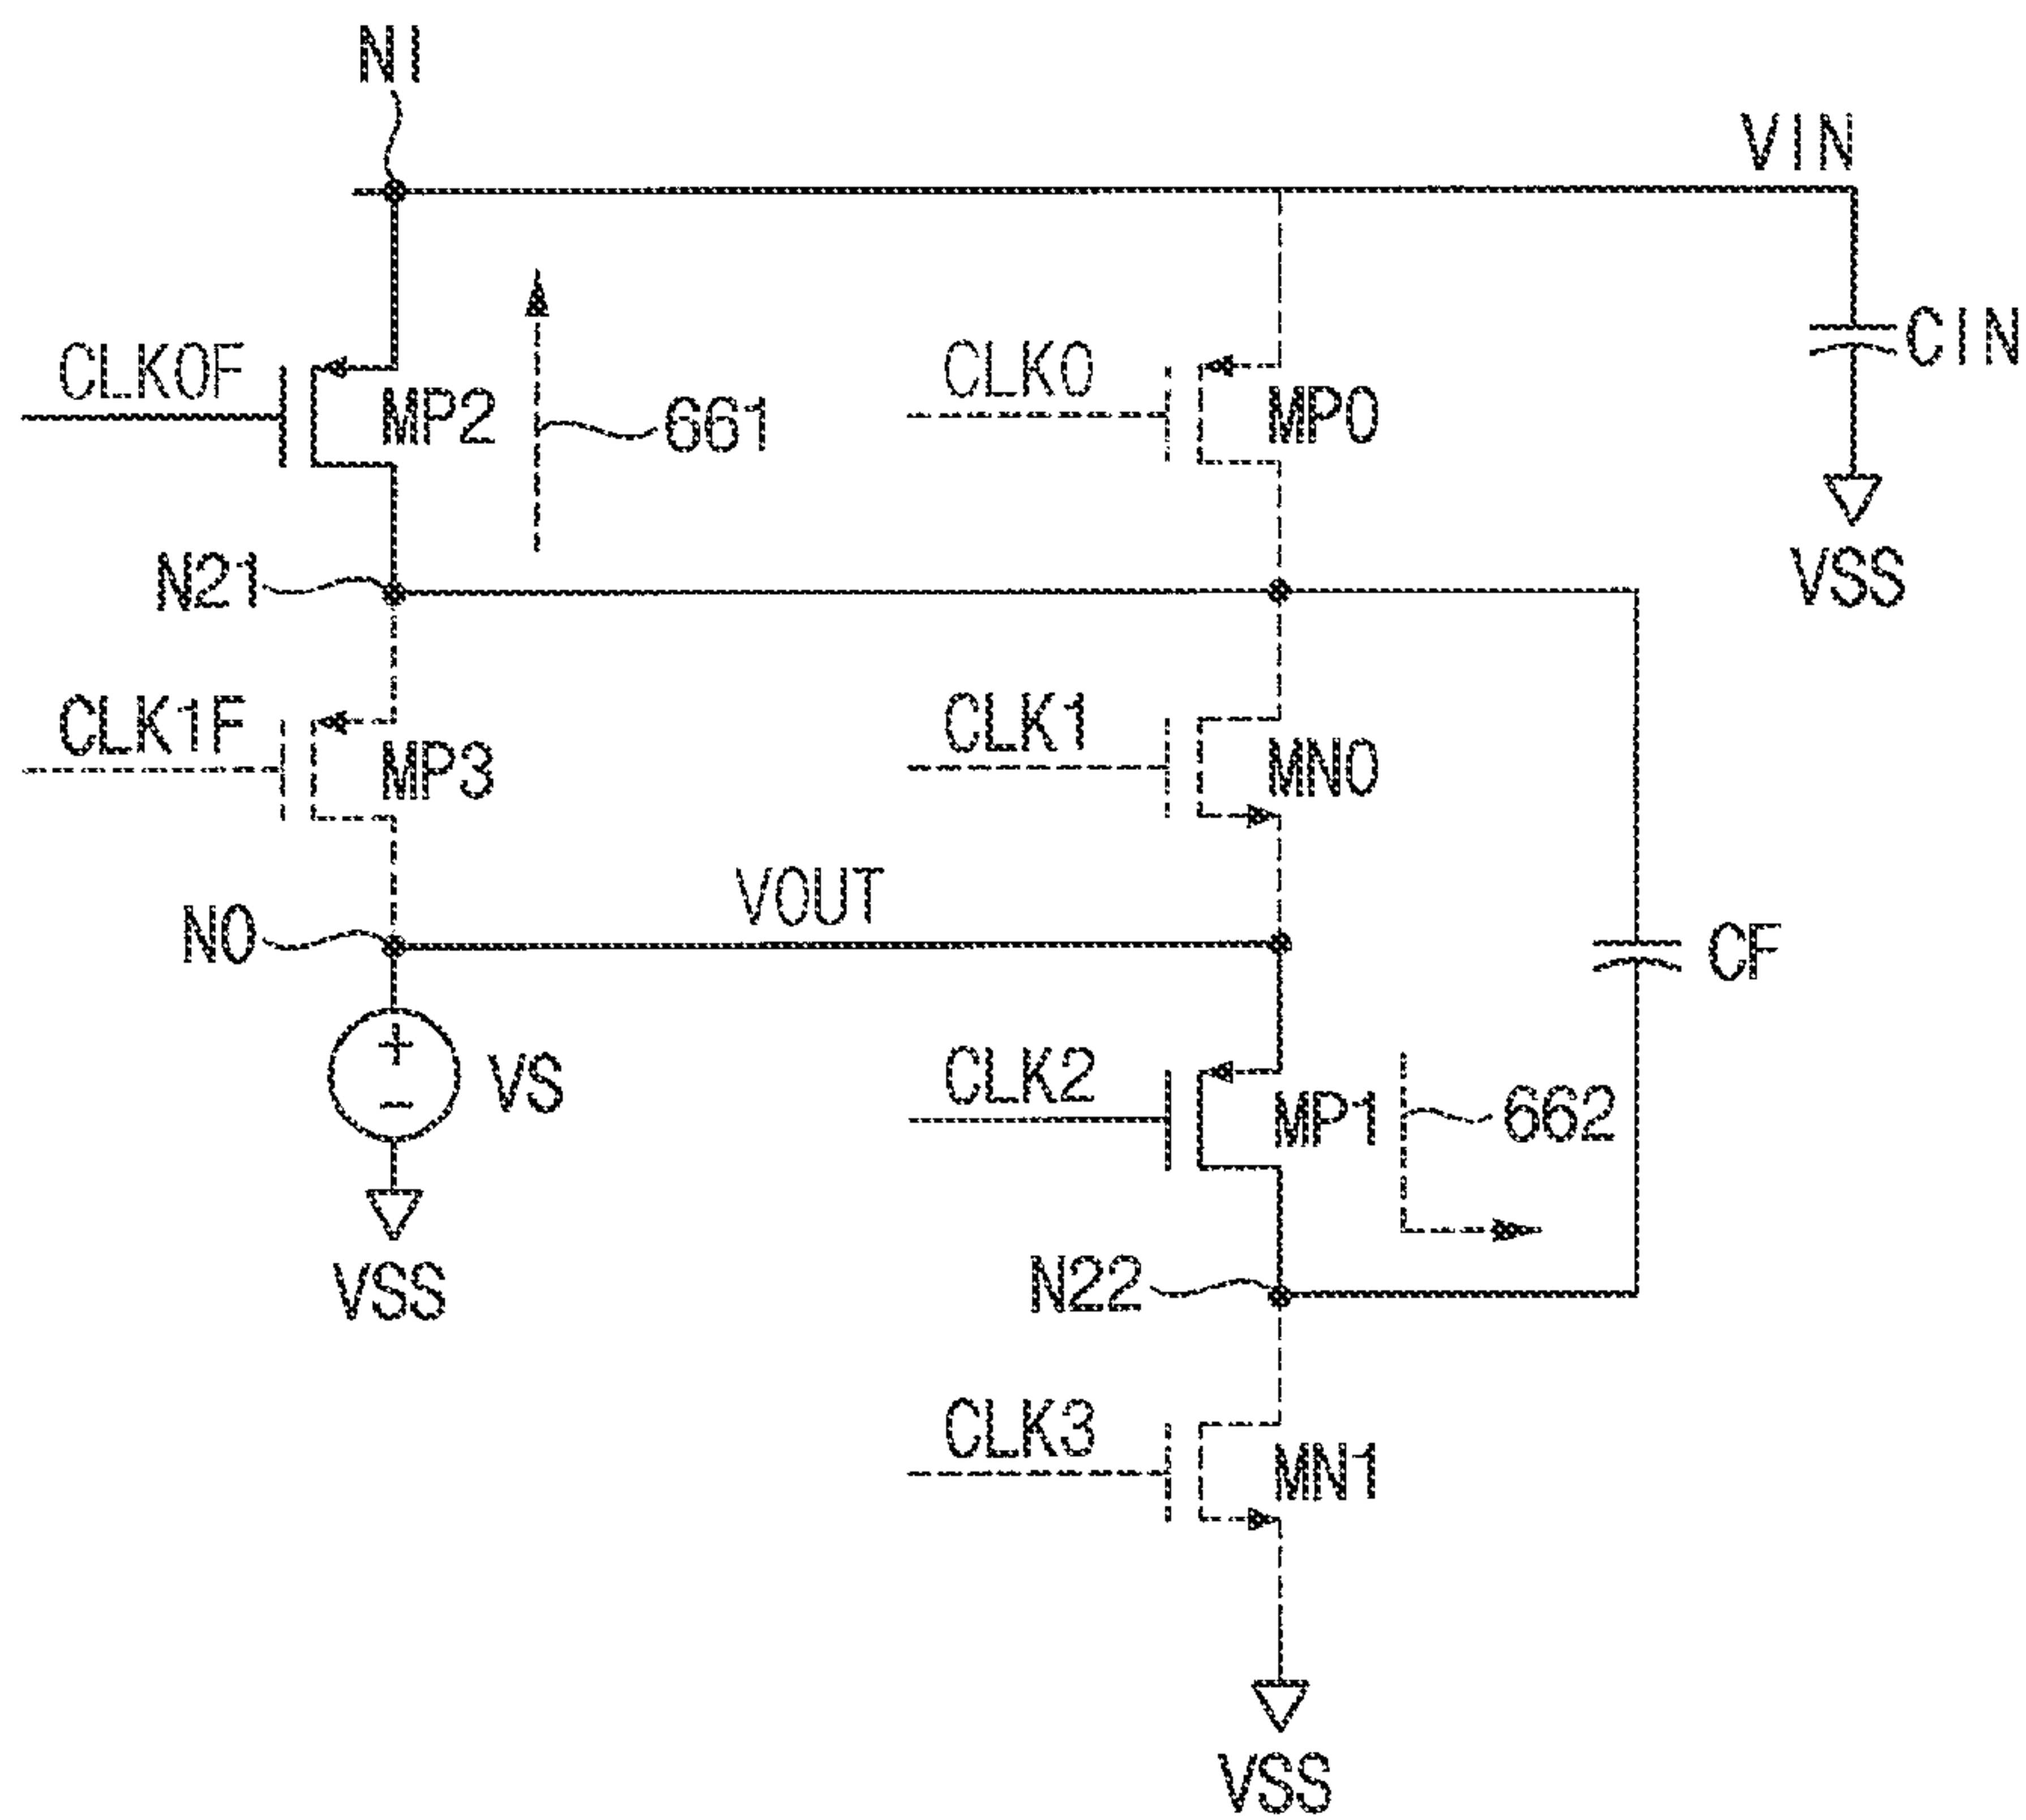 NI
VIN
CIN
VSS
CLK0F
MP2
661
CLK0
MP0
N21
CLK1F
MP3
CLK1
MN0
VOUT
NO
CF
+
-
VS
VSS
CLK2
MP1
662
N22
CLK3
MN1
VSS